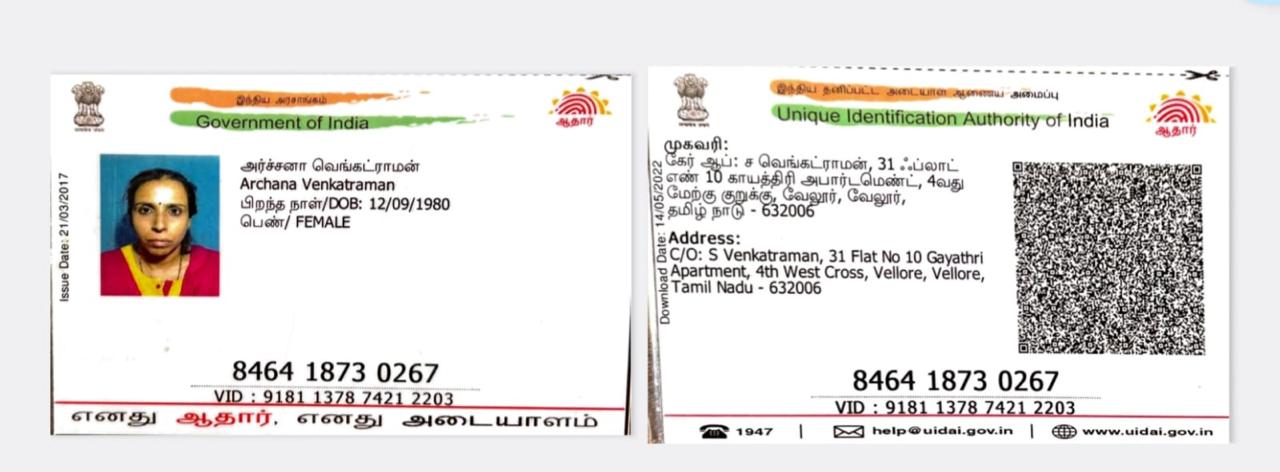 இந்திய அரசாங்கம்
Government of India
ஆதார்
Issue Date: 21/03/2017
அர்ச்சனா வெங்கட்ராமன்
Archana Venkatraman
பிறந்த நாள்/DOB: 12/09/1980
பெண்/ FEMALE
8464 1873 0267
VID : 9181 1378 7421 2203
எனது ஆதார், எனது அடையாளம்
இந்திய தனிப்பட்ட அடையாள ஆணைய அமைப்பு
Unique Identification Authority of India
ஆதார்
Download Date: 14/05/2022
முகவரி:
கேர் ஆப்: ச வெங்கட்ராமன், 31 ஃப்லாட்
எண் 10 காயத்திரி அபார்டமெண்ட், 4வது
மேற்கு குறுக்கு, வேலூர், வேலூர்,
தமிழ் நாடு - 632006
Address:
C/O: S Venkatraman, 31 Flat No 10 Gayathri
Apartment, 4th West Cross, Vellore, Vellore,
Tamil Nadu - 632006
8464 1873 0267
VID : 9181 1378 7421 2203
1947 | help@uidai.gov.in | www.uidai.gov.in